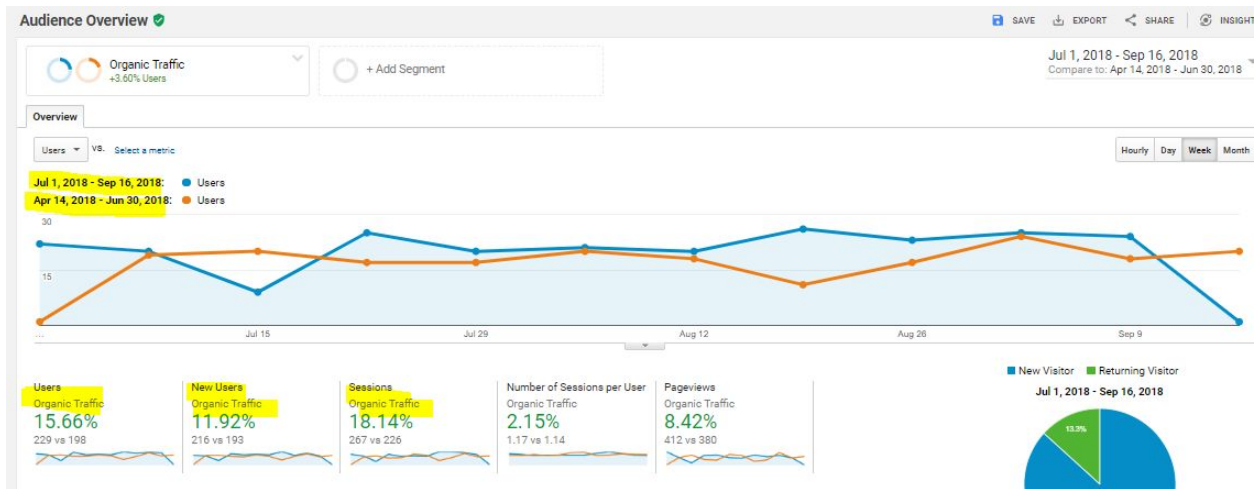 Audience Overview
SAVE EXPORT SHARE INSIGHT
Organic Traffic
+3.60% Users
+ Add Segment
Jul 1, 2018 - Sep 16, 2018
Compare to: Apr 14, 2018 - Jun 30, 2018
Overview
Users VS. Select a metric
Hourly Day Week Month
Jul 1, 2018 - Sep 16, 2018: Users
Apr 14, 2018 - Jun 30, 2018: Users
30
15
... Jul 15 Jul 29 Aug 12 Aug 26 Sep 9
Users
Organic Traffic
15.66%
229 vs 198
New Users
Organic Traffic
11.92%
216 vs 193
Sessions
Organic Traffic
18.14%
267 vs 226
Number of Sessions per User
Organic Traffic
2.15%
1.17 vs 1.14
Pageviews
Organic Traffic
8.42%
412 vs 380
New Visitor Returning Visitor
Jul 1, 2018 - Sep 16, 2018
13.3%